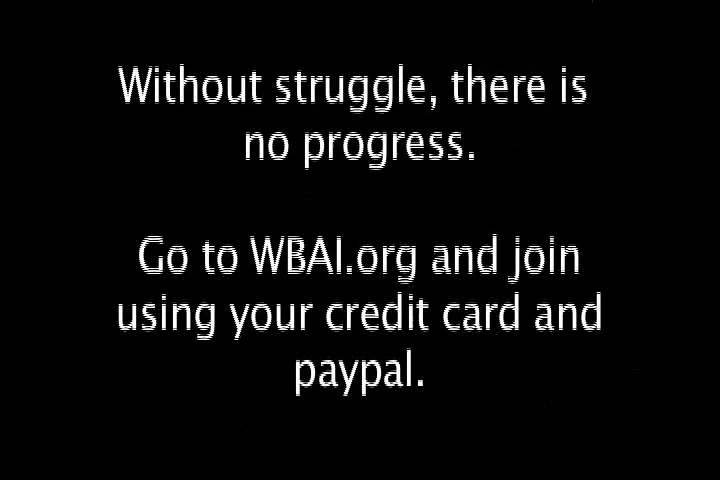 Without struggle, there is
no progress.
Go to WBAI.org and join
using your credit card and
paypal.